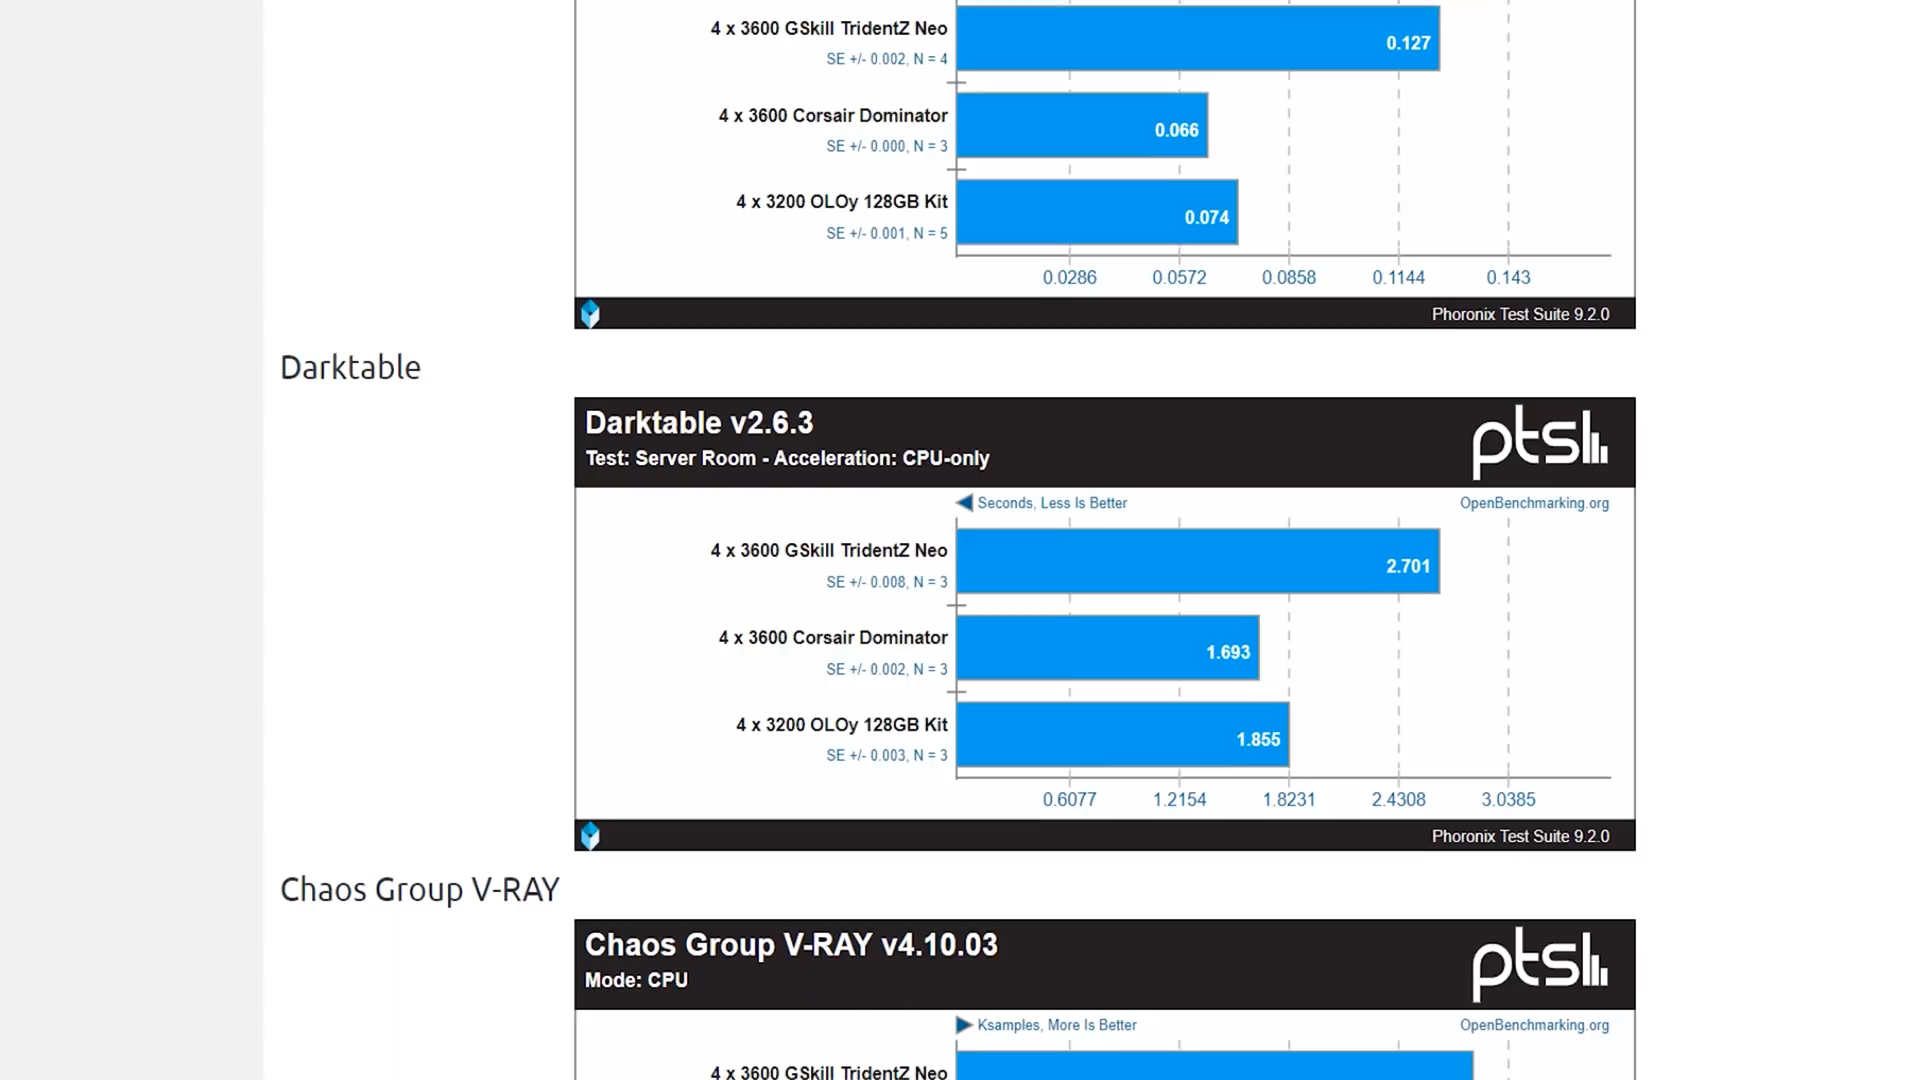 4 x 3600 GSkill TridentZ Neo
0.127
SE +/- 0.002, N = 4
4 x 3600 Corsair Dominator
0.066
SE +/- 0.000, N = 3
4 x 3200 OLOy 128GB Kit
0.074
SE +/- 0.001, N = 5
0.0286 0.0572 0.0858 0.1144 0.143
Phoronix Test Suite 9.2.0
Darktable
Darktable v2.6.3
ptsl
Test: Server Room - Acceleration: CPU-only
Seconds, Less Is Better
OpenBenchmarking.org
4 x 3600 GSkill TridentZ Neo
2.701
SE +/- 0.008, N = 3
4 x 3600 Corsair Dominator
1.693
SE +/- 0.002, N = 3
4 x 3200 OLOy 128GB Kit
1.855
SE +/- 0.003, N = 3
0.6077 1.2154 1.8231 2.4308 3.0385
Phoronix Test Suite 9.2.0
Chaos Group V-RAY
Chaos Group V-RAY v4.10.03
ptsl
Mode: CPU
Ksamples, More Is Better
OpenBenchmarking.org
4 x 3600 GSkill TridentZ Neo